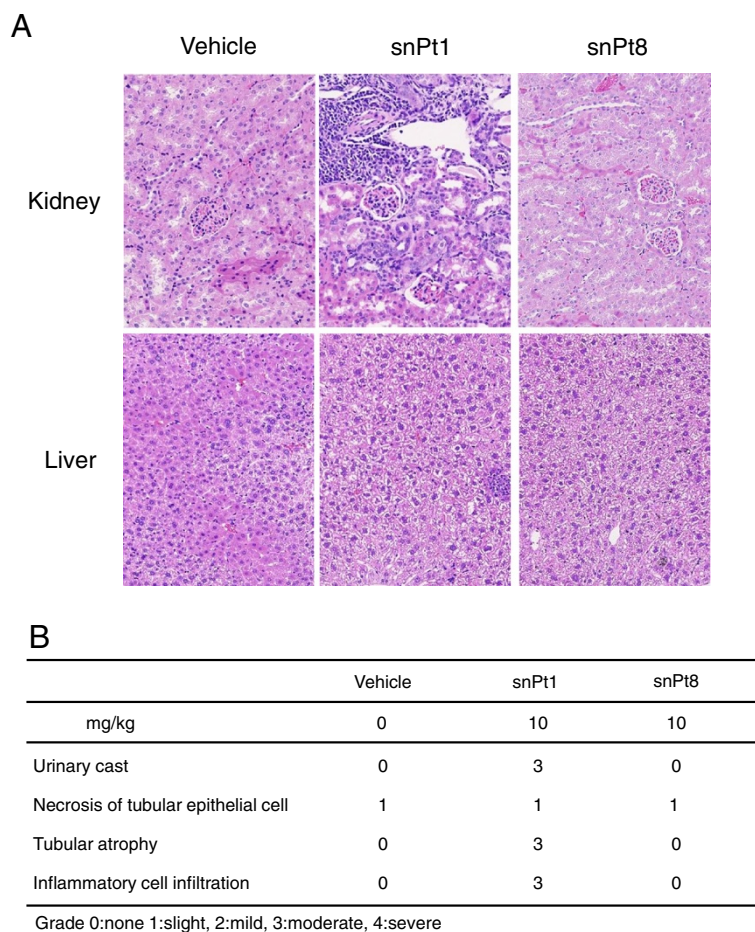 A
Vehicle snPt1 snPt8
Kidney
Liver
B
Vehicle snPt1 snPt8
mg/kg 0 10 10
Urinary cast 0 3 0
Necrosis of tubular epithelial cell 1 1 1
Tubular atrophy 0 3 0
Inflammatory cell infiltration 0 3 0
Grade 0:none 1:slight, 2:mild, 3:moderate, 4:severe